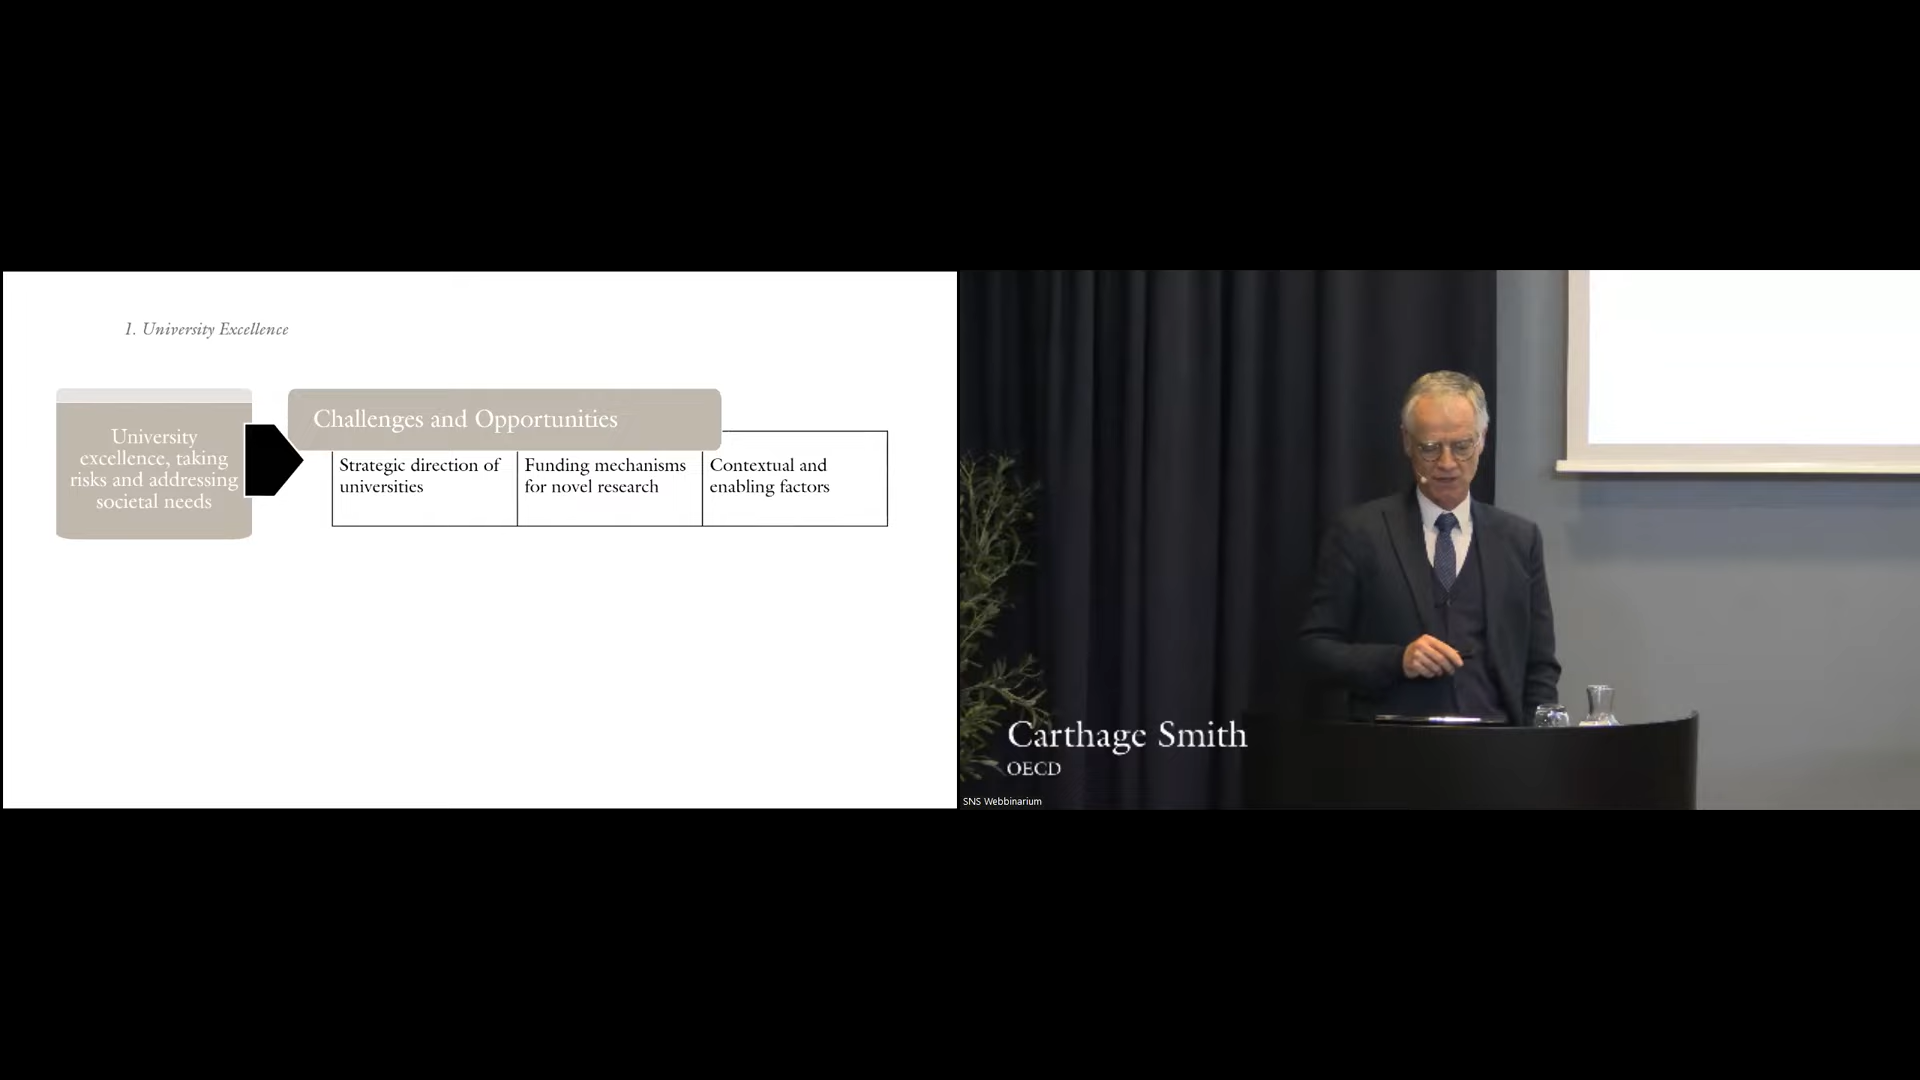 1. University Excellence
University
excellence, taking
risks and addressing
societal needs
Challenges and Opportunities
Strategic direction of
universities
Funding mechanisms
for novel research
Contextual and
enabling factors
Carthage Smith
OECD
SNS Webbinarium